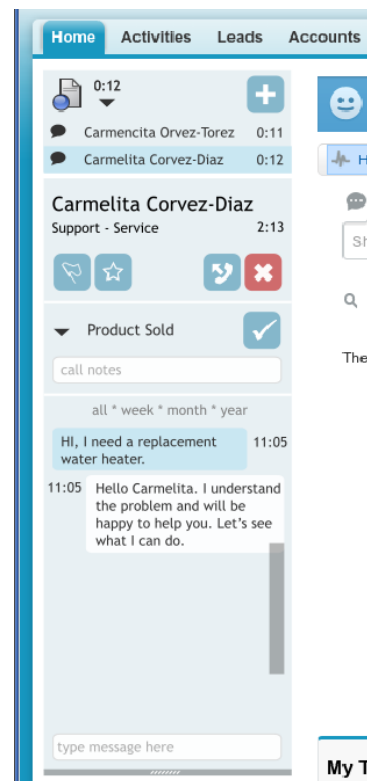 Home Activities Leads Accounts
0:12
Carmencita Orvez-Torez 0:11
Carmelita Corvez-Diaz 0:12
Carmelita Corvez-Diaz
Support - Service 2:13
Product Sold
call notes
all * week * month * year
HI, I need a replacement 11:05
water heater.
11:05 Hello Carmelita. I understand
the problem and will be
happy to help you. Let's see
what I can do.
type message here
H
Sh
The
My T